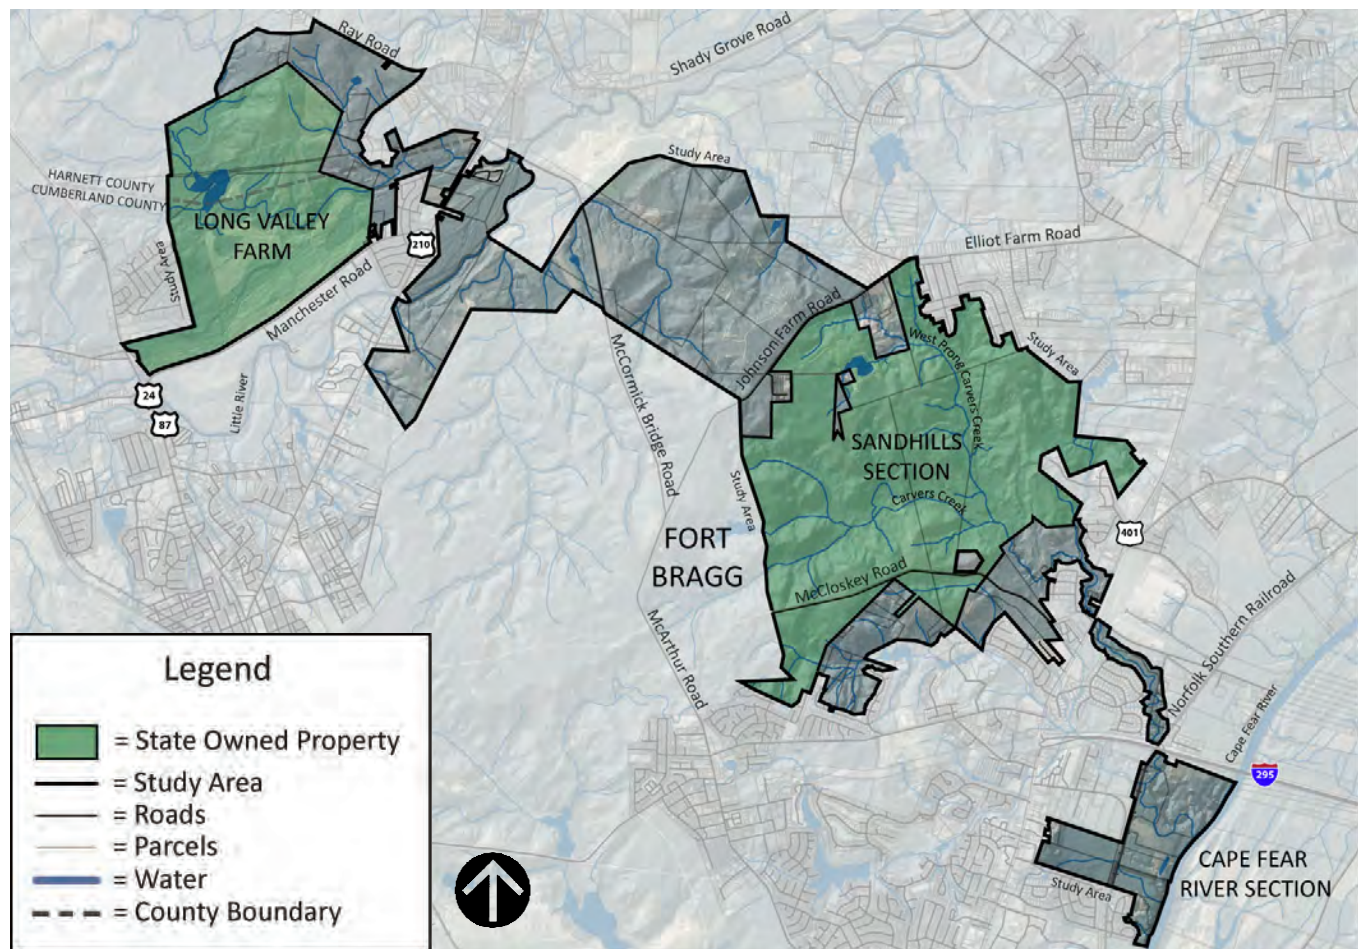 Ray Road
Shady Grove Road
Study Area
HARNETT COUNTY
CUMBERLAND COUNTY
LONG VALLEY
FARM
210
Elliot Farm Road
Study Area
Manchester Road
Johnson Farm Road
West Prong Carvers Creek
Study Area
McCormick Bridge Road
24
87
Little River
SANDHILLS
SECTION
Carvers Creek
Study Area
401
FORT
BRAGG
McCloskey Road
McArthur Road
Norfolk Southern Railroad
Cape Fear River
295
CAPE FEAR
RIVER SECTION
Study Area
Legend
= State Owned Property
= Study Area
= Roads
= Parcels
= Water
= County Boundary